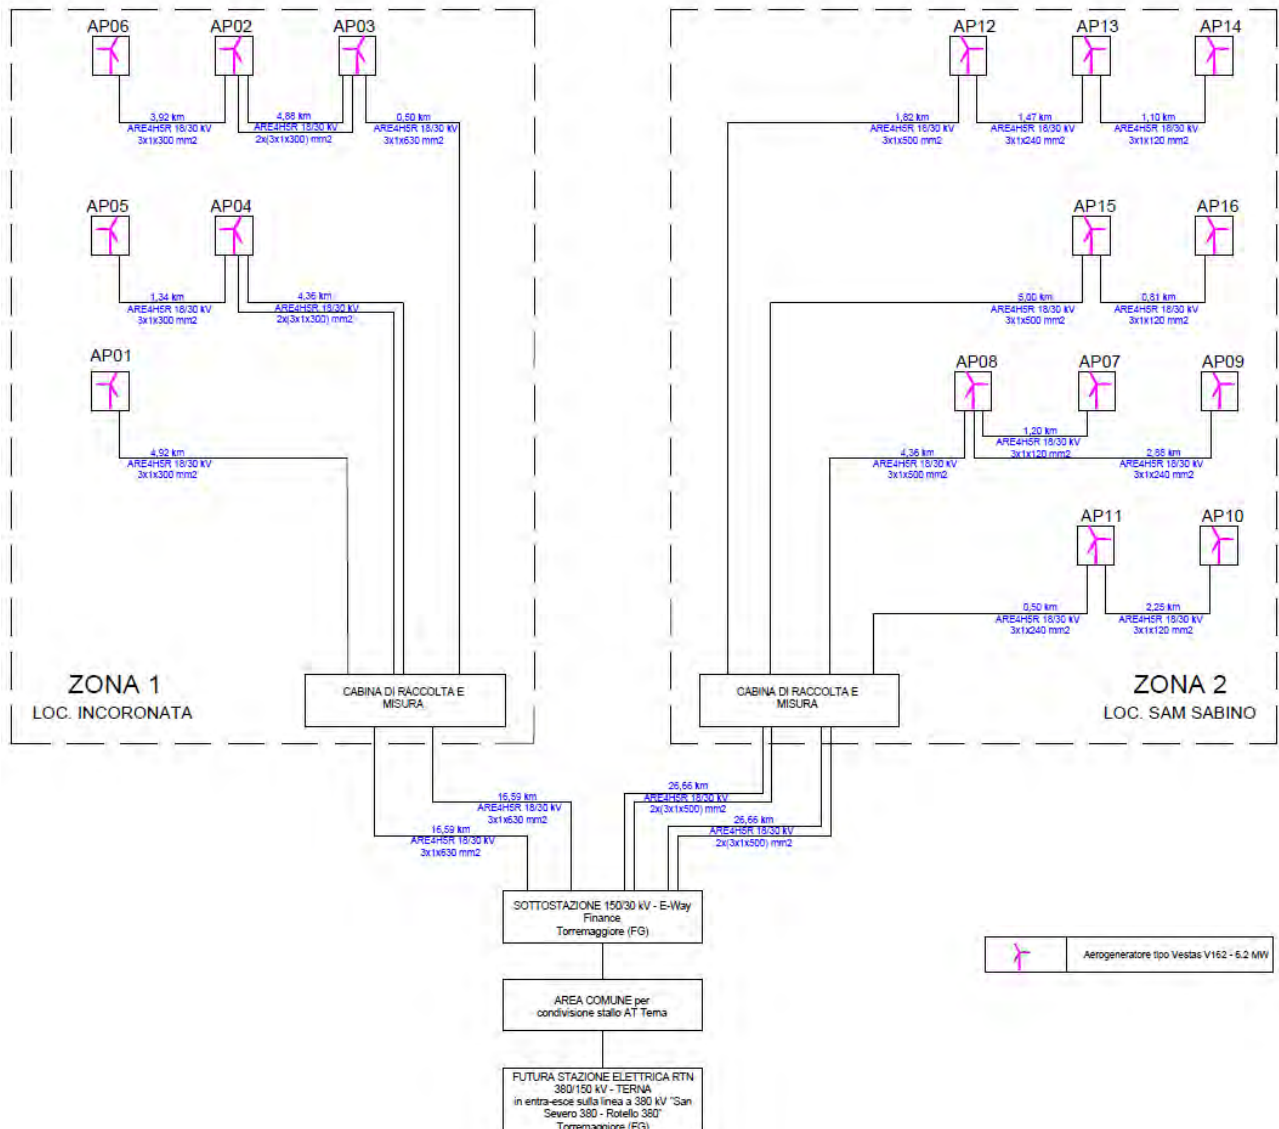 AP06
AP02
AP03
3,92 km
ARE4H5R 18/30 kV
3x1x300 mm2
4,88 km
ARE4H5R 18/30 kV
2x(3x1x300) mm2
0,50 km
ARE4H5R 18/30 kV
3x1x630 mm2
AP05
AP04
1,34 km
ARE4H5R 18/30 kV
3x1x300 mm2
4,36 km
ARE4H5R 18/30 kV
2x(3x1x300) mm2
AP01
4,92 km
ARE4H5R 18/30 kV
3x1x300 mm2
ZONA 1
LOC. INCORONATA
CABINA DI RACCOLTA E
MISURA
AP12
AP13
AP14
1,82 km
ARE4H5R 18/30 kV
3x1x500 mm2
1,47 km
ARE4H5R 18/30 kV
3x1x240 mm2
1,10 km
ARE4H5R 18/30 kV
3x1x120 mm2
AP15
AP16
5,00 km
ARE4H5R 18/30 kV
3x1x500 mm2
0,81 km
ARE4H5R 18/30 kV
3x1x120 mm2
AP08
AP07
AP09
1,20 km
ARE4H5R 18/30 kV
3x1x120 mm2
4,36 km
ARE4H5R 18/30 kV
3x1x500 mm2
2,88 km
ARE4H5R 18/30 kV
3x1x240 mm2
AP11
AP10
0,50 km
ARE4H5R 18/30 kV
3x1x240 mm2
2,25 km
ARE4H5R 18/30 kV
3x1x120 mm2
CABINA DI RACCOLTA E
MISURA
ZONA 2
LOC. SAM SABINO
16,59 km
ARE4H5R 18/30 kV
3x1x630 mm2
16,59 km
ARE4H5R 18/30 kV
3x1x630 mm2
26,66 km
ARE4H5R 18/30 kV
2x(3x1x500) mm2
26,66 km
ARE4H5R 18/30 kV
2x(3x1x500) mm2
SOTTOSTAZIONE 150/30 kV - E-Way
Finance
Torremaggiore (FG)
AREA COMUNE per
condivisione stallo AT Terna
FUTURA STAZIONE ELETTRICA RTN
380/150 kV - TERNA
in entra-esce sulla linea a 380 kV "San
Severo 380 - Rotello 380"
Torremaggiore (FG)
Aerogeneratore tipo Vestas V162 - 6.2 MW